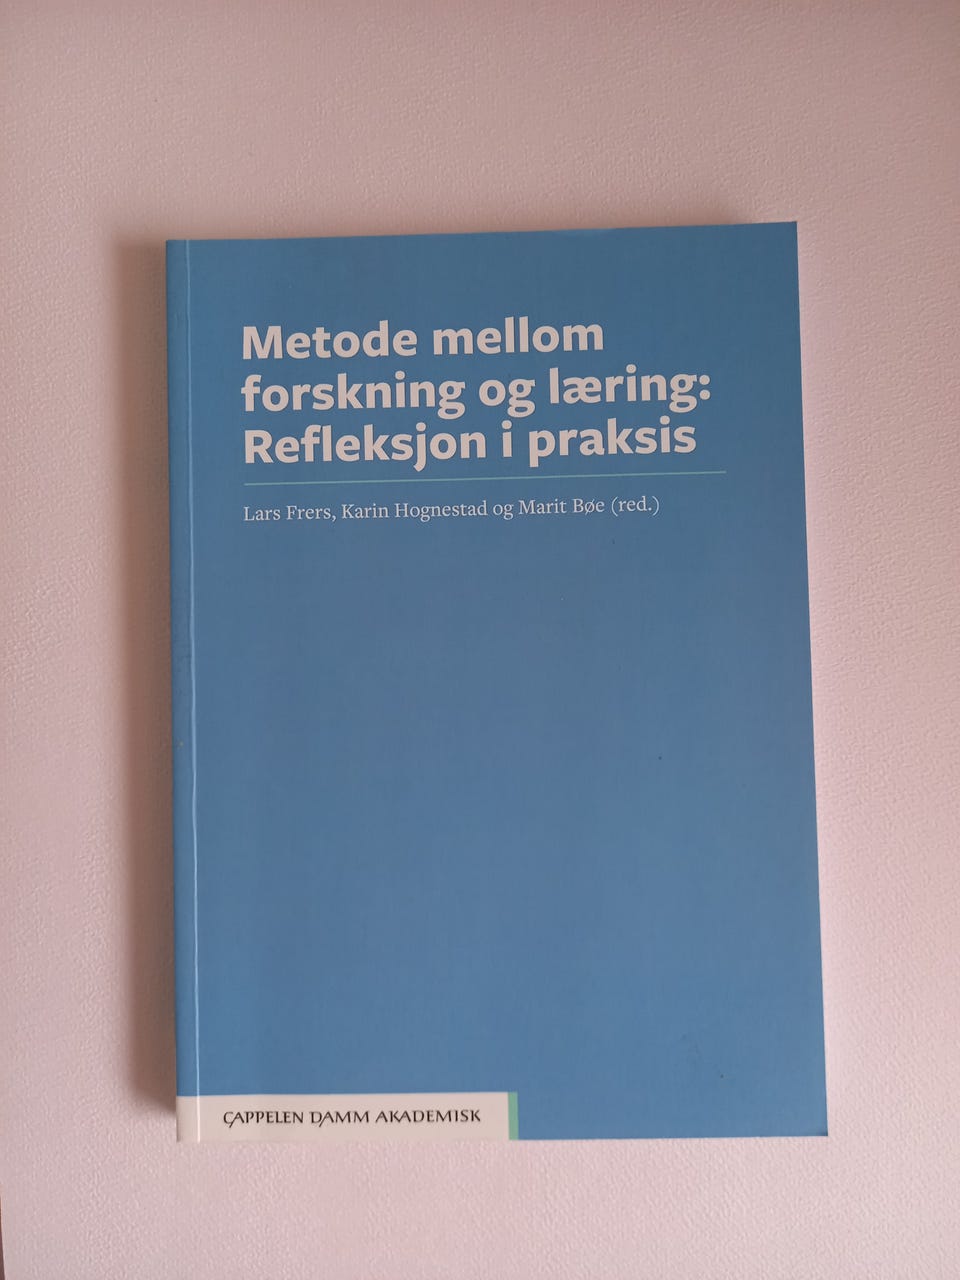 Metode mellom
forskning og læring:
Refleksjon i praksis
Lars Frers, Karin Hognestad og Marit Bøe (red.)
CAPPELEN DAMM AKADEMISK